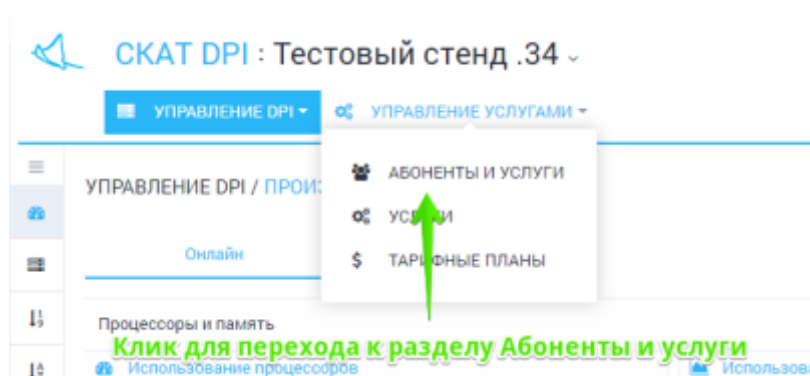 СКАТ DPI : Тестовый стенд .34
УПРАВЛЕНИЕ DPI
УПРАВЛЕНИЕ УСЛУГАМИ
АБОНЕНТЫ И УСЛУГИ
УПРАВЛЕНИЕ DPI /
УСЛУГИ
Онлайн
$ ТАРИФНЫЕ ПЛАНЫ
Процессоры и память
Клик для перехода к разделу Абоненты и услуги
Использование процессоров